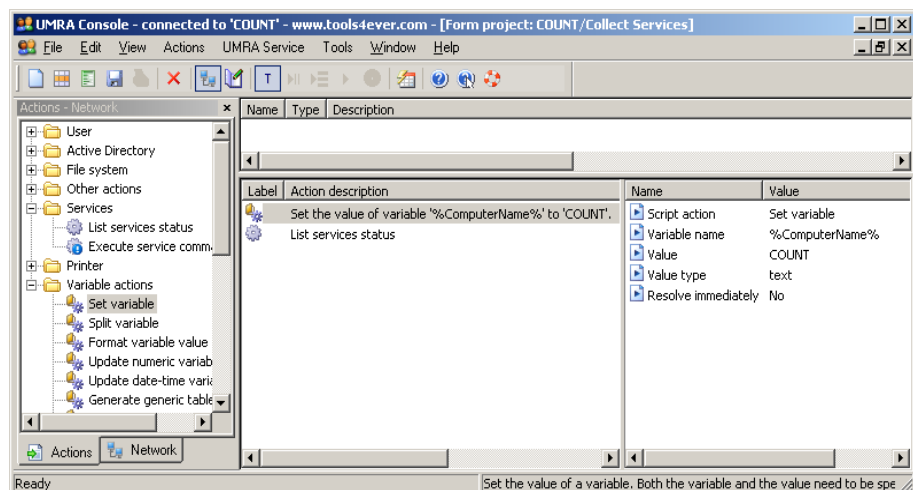 UMRA Console - connected to 'COUNT' - www.tools4ever.com - [Form project: COUNT/Collect Services]
File Edit View Actions UMRA Service Tools Window Help
T
Actions - Network
Name Type Description
User
Active Directory
File system
Other actions
Services
List services status
Execute service comm
Printer
Variable actions
Set variable
Split variable
Format variable value
Update numeric variab
Update date-time varia
Generate generic table
Label Action description
Set the value of variable '%ComputerName%' to 'COUNT'.
List services status
Name Value
Script action Set variable
Variable name %ComputerName%
Value COUNT
Value type text
Resolve immediately No
Actions Network
Ready
Set the value of a variable. Both the variable and the value need to be spe